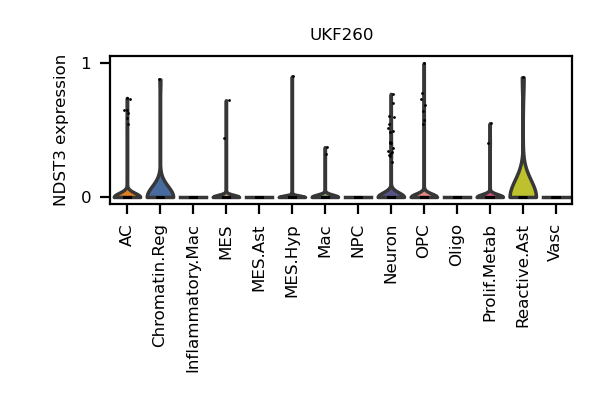 UKF260
NDST3 expression
1
0
AC
Chromatin.Reg
Inflammatory.Mac
MES
MES.Ast
MES.Hyp
Mac
NPC
Neuron
OPC
Oligo
Prolif.Metab
Reactive.Ast
Vasc